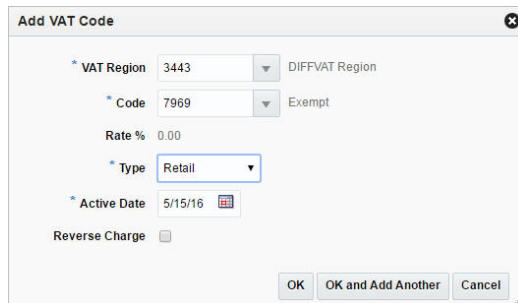 Add VAT Code
* VAT Region 3443 DIFFVAT Region
* Code 7969 Exempt
Rate % 0.00
* Type Retail
* Active Date 5/15/16
Reverse Charge
OK OK and Add Another Cancel